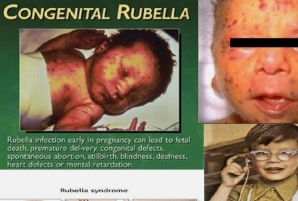 CONGENITAL RUBELLA
Rubella infection early in pregnancy can lead to fetal
death, premature delivery, congenital defects,
spontaneous abortion, stillbirth, blindness, deafness,
heart defects or mental retardation.
Rubella syndrome